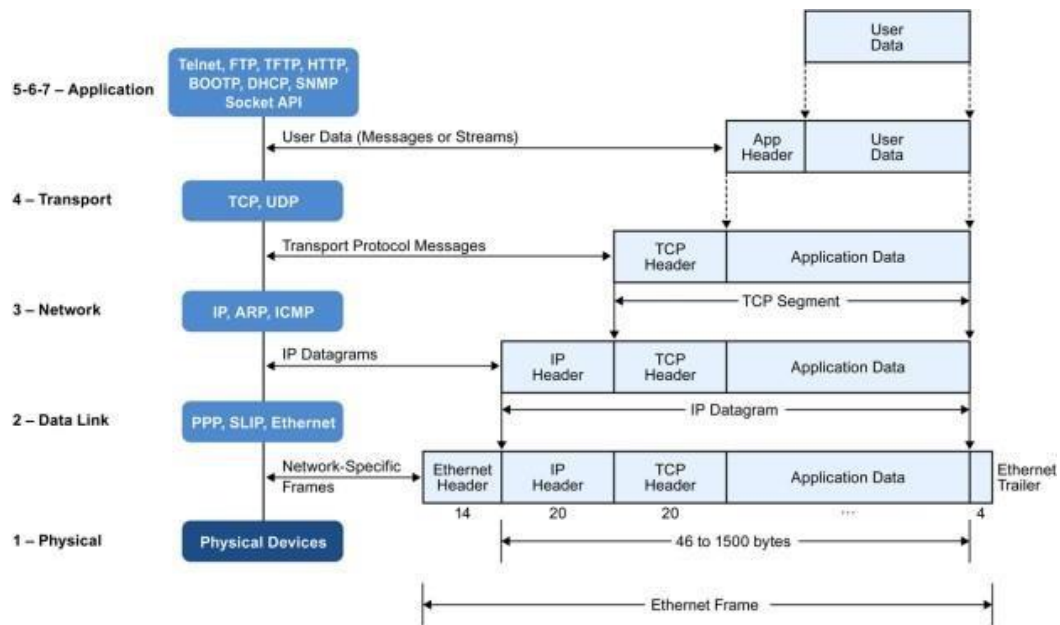 User
Data
Telnet, FTP, TFTP, HTTP,
BOOTP, DHCP, SNMP
Socket API
5-6-7 – Application
User Data (Messages or Streams)
App
Header
User
Data
4 – Transport
TCP, UDP
Transport Protocol Messages
TCP
Header
Application Data
TCP Segment
3 – Network
IP, ARP, ICMP
IP Datagrams
IP
Header
TCP
Header
Application Data
IP Datagram
2 – Data Link
PPP, SLIP, Ethernet
Network-Specific
Frames
Ethernet
Header
IP
Header
TCP
Header
Application Data
Ethernet
Trailer
14
20
20
...
4
1 – Physical
Physical Devices
46 to 1500 bytes
Ethernet Frame